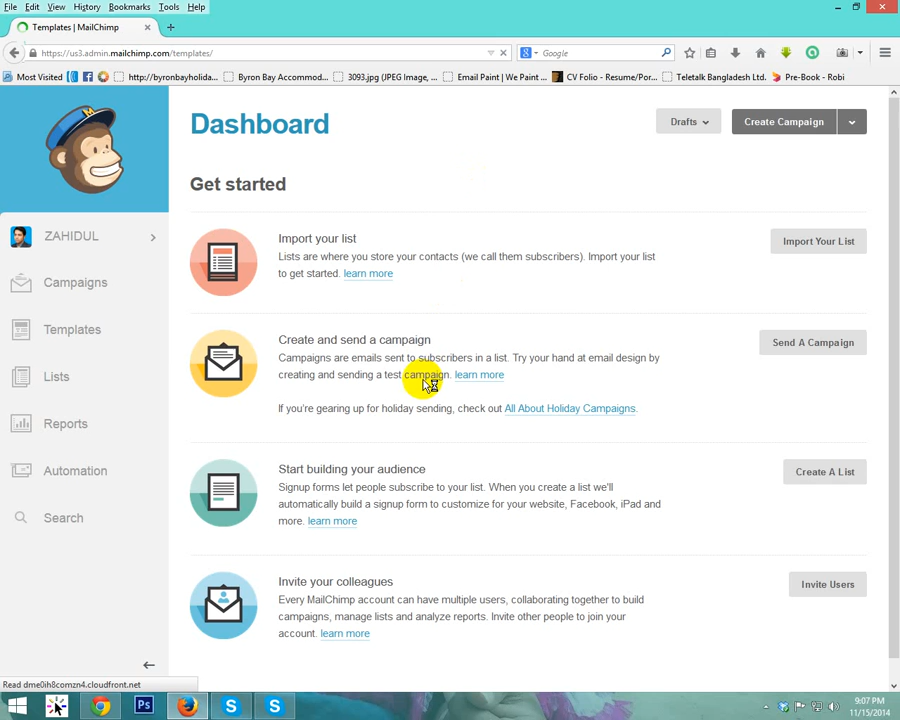 File Edit View History Bookmarks Tools Help
Templates | MailChimp
https://us3.admin.mailchimp.com/templates/
Google
Most Visited
http://byronbayholida...
Byron Bay Accommod...
3093.jpg (JPEG Image, ...
Email Paint | We Paint ...
CV Folio - Resume/Por...
Teletalk Bangladesh Ltd.
Pre-Book - Robi
Dashboard
Drafts
Create Campaign
Get started
ZAHIDUL
Campaigns
Templates
Lists
Reports
Automation
Search
Import your list
Lists are where you store your contacts (we call them subscribers). Import your list
to get started. learn more
Import Your List
Create and send a campaign
Campaigns are emails sent to subscribers in a list. Try your hand at email design by
creating and sending a test campaign. learn more
If you're gearing up for holiday sending, check out All About Holiday Campaigns.
Send A Campaign
Start building your audience
Signup forms let people subscribe to your list. When you create a list we'll
automatically build a signup form to customize for your website, Facebook, iPad and
more. learn more
Create A List
Invite your colleagues
Every MailChimp account can have multiple users, collaborating together to build
campaigns, manage lists and analyze reports. Invite other people to join your
account. learn more
Invite Users
Read dme0ih8comzn4.cloudfront.net
Ps
9:07 PM
11/15/2014